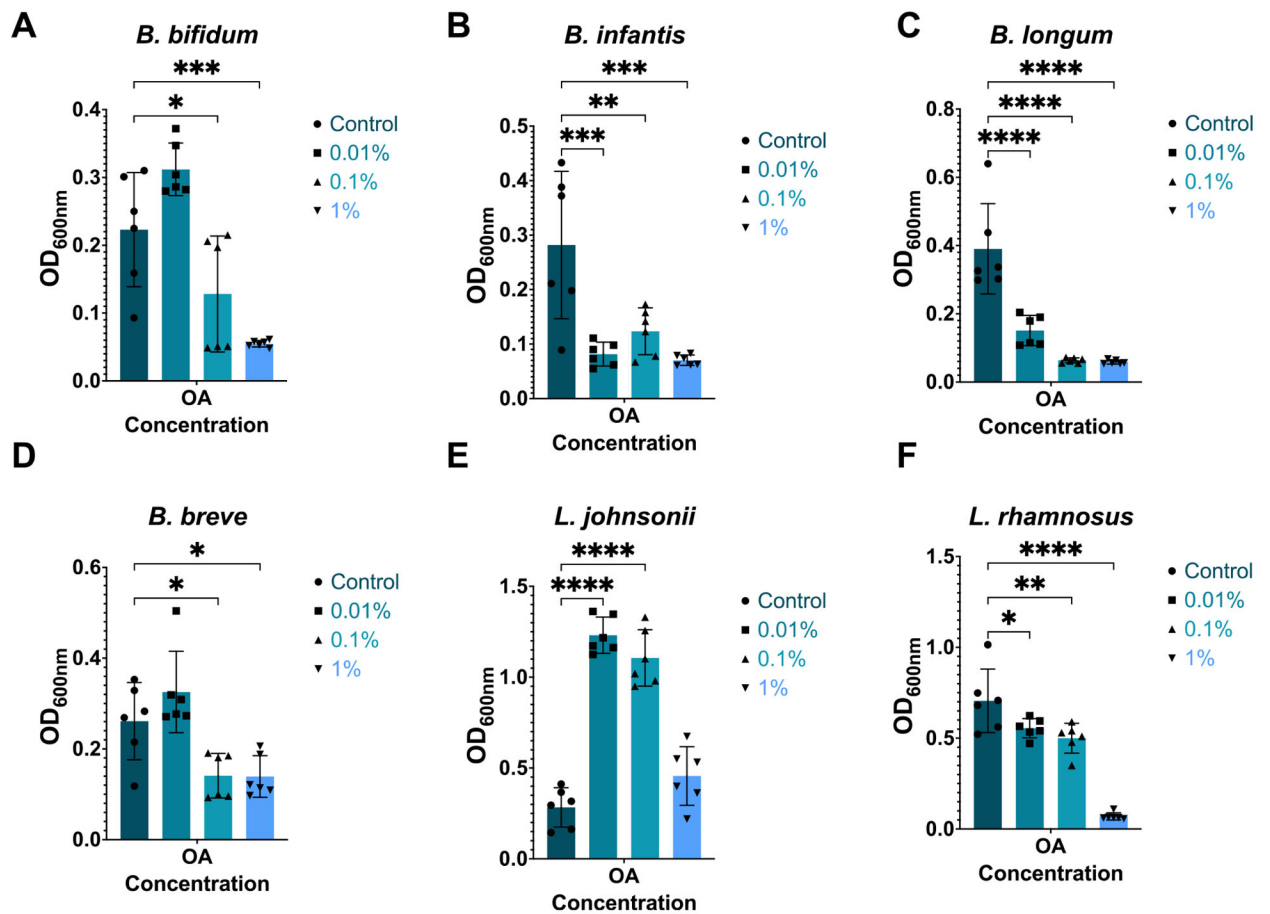 A
B. bifidum
***
*
0.4
0.3
0.2
0.1
0.0
OD600nm
OA
Concentration
Control
0.01%
0.1%
1%
B
B. infantis
***
**
***
0.5
0.4
0.3
0.2
0.1
0.0
OD600nm
OA
Concentration
Control
0.01%
0.1%
1%
C
B. longum
****
****
****
0.8
0.6
0.4
0.2
0.0
OD600nm
OA
Concentration
Control
0.01%
0.1%
1%
D
B. breve
*
*
0.6
0.4
0.2
0.0
OD600nm
OA
Concentration
Control
0.01%
0.1%
1%
E
L. johnsonii
****
****
1.5
1.0
0.5
0.0
OD600nm
OA
Concentration
Control
0.01%
0.1%
1%
F
L. rhamnosus
****
**
*
1.5
1.0
0.5
0.0
OD600nm
OA
Concentration
Control
0.01%
0.1%
1%